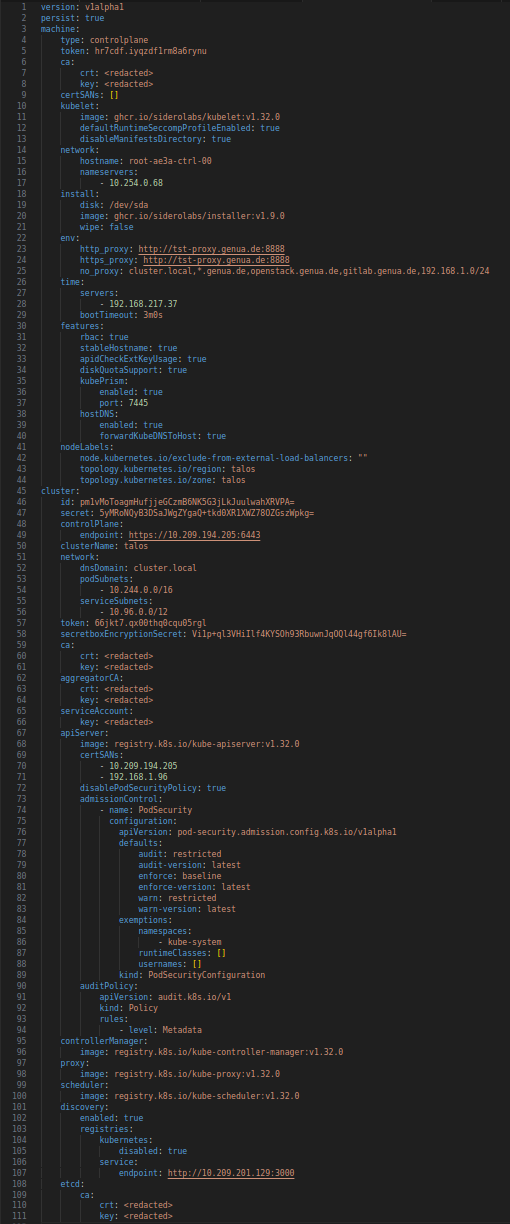 1 version: v1alpha1
2 persist: true
3 machine:
4     type: controlplane
5     token: hr7cdf.iyqzdf1rm8a6rynu
6     ca:
7         crt: <redacted>
8         key: <redacted>
9     certSANs: []
10     kubelet:
11         image: ghcr.io/siderolabs/kubelet:v1.32.0
12         defaultRuntimeSeccompProfileEnabled: true
13         disableManifestsDirectory: true
14     network:
15         hostname: root-ae3a-ctrl-00
16         nameservers:
17             - 10.254.0.68
18     install:
19         disk: /dev/sda
20         image: ghcr.io/siderolabs/installer:v1.9.0
21         wipe: false
22     env:
23         http_proxy: http://tst-proxy.genua.de:8888
24         https_proxy: http://tst-proxy.genua.de:8888
25         no_proxy: cluster.local,*.genua.de,openstack.genua.de,gitlab.genua.de,192.168.1.0/24
26     time:
27         servers:
28             - 192.168.217.37
29         bootTimeout: 3m0s
30     features:
31         rbac: true
32         stableHostname: true
33         apidCheckExtKeyUsage: true
34         diskQuotaSupport: true
35         kubePrism:
36             enabled: true
37             port: 7445
38         hostDNS:
39             enabled: true
40             forwardKubeDNSToHost: true
41     nodeLabels:
42         node.kubernetes.io/exclude-from-external-load-balancers: ""
43         topology.kubernetes.io/region: talos
44         topology.kubernetes.io/zone: talos
45 cluster:
46     id: pm1vMoToagmHufjjeGCzmB6NK5G3jLkJuulwahXRVPA=
47     secret: 5yMRoNQyB3DSaJWgZYgaQ+tkd0XR1XWZ78OZGszWpkg=
48     controlPlane:
49         endpoint: https://10.209.194.205:6443
50     clusterName: talos
51     network:
52         dnsDomain: cluster.local
53         podSubnets:
54             - 10.244.0.0/16
55         serviceSubnets:
56             - 10.96.0.0/12
57     token: 66jkt7.qx00thq0cqu05rgl
58     secretboxEncryptionSecret: Vi1p+ql3VHiIlf4KYSOh93RbuwnJqOQl44gf6Ik8lAU=
59     ca:
60         crt: <redacted>
61         key: <redacted>
62     aggregatorCA:
63         crt: <redacted>
64         key: <redacted>
65     serviceAccount:
66         key: <redacted>
67     apiServer:
68         image: registry.k8s.io/kube-apiserver:v1.32.0
69         certSANs:
70             - 10.209.194.205
71             - 192.168.1.96
72         disablePodSecurityPolicy: true
73         admissionControl:
74             - name: PodSecurity
75               configuration:
76                 apiVersion: pod-security.admission.config.k8s.io/v1alpha1
77                 defaults:
78                     audit: restricted
79                     audit-version: latest
80                     enforce: baseline
81                     enforce-version: latest
82                     warn: restricted
83                     warn-version: latest
84                 exemptions:
85                     namespaces:
86                         - kube-system
87                     runtimeClasses: []
88                     usernames: []
89                 kind: PodSecurityConfiguration
90         auditPolicy:
91             apiVersion: audit.k8s.io/v1
92             kind: Policy
93             rules:
94                 - level: Metadata
95     controllerManager:
96         image: registry.k8s.io/kube-controller-manager:v1.32.0
97     proxy:
98         image: registry.k8s.io/kube-proxy:v1.32.0
99     scheduler:
100         image: registry.k8s.io/kube-scheduler:v1.32.0
101     discovery:
102         enabled: true
103         registries:
104             kubernetes:
105                 disabled: true
106             service:
107                 endpoint: http://10.209.201.129:3000
108     etcd:
109         ca:
110             crt: <redacted>
111             key: <redacted>